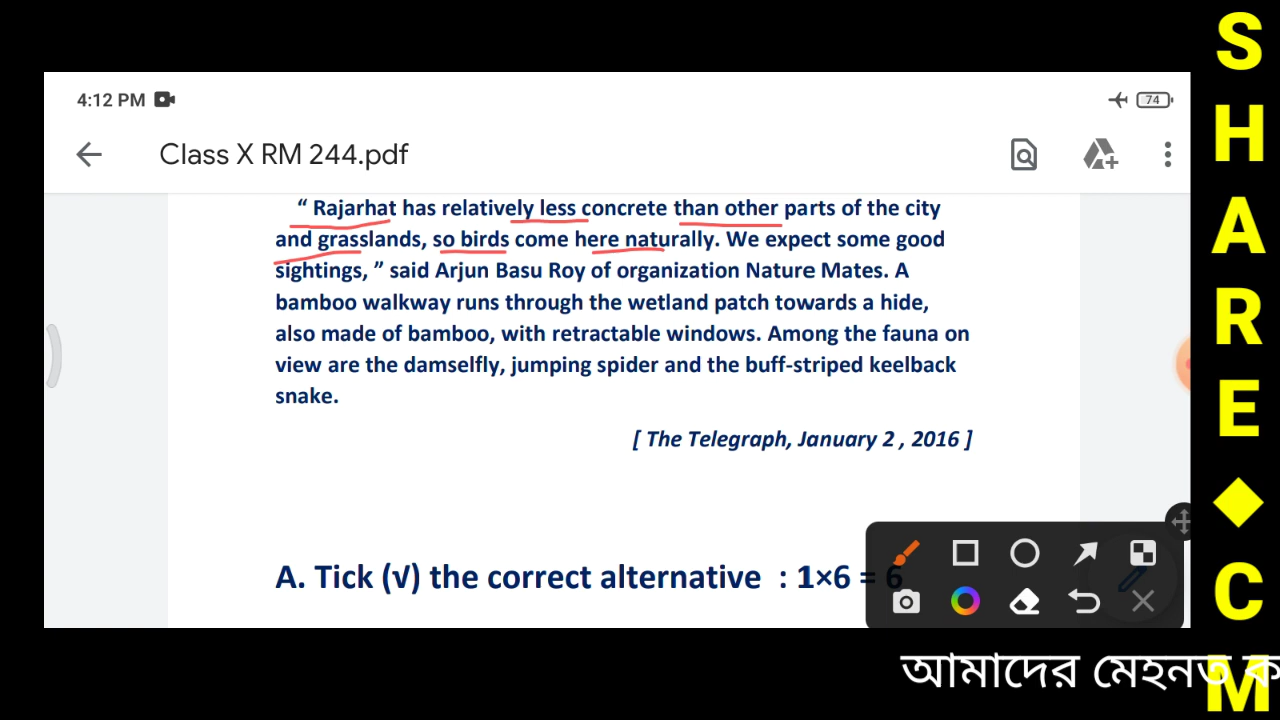 4:12 PM
74
Class X RM 244.pdf
“ Rajarhat has relatively less concrete than other parts of the city
and grasslands, so birds come here naturally. We expect some good
sightings, ” said Arjun Basu Roy of organization Nature Mates. A
bamboo walkway runs through the wetland patch towards a hide,
also made of bamboo, with retractable windows. Among the fauna on
view are the damselfly, jumping spider and the buff-striped keelback
snake.
[ The Telegraph, January 2 , 2016 ]
A. Tick (√) the correct alternative : 1×6 = 6
SHARE◆CM
আমাদের মেহনত